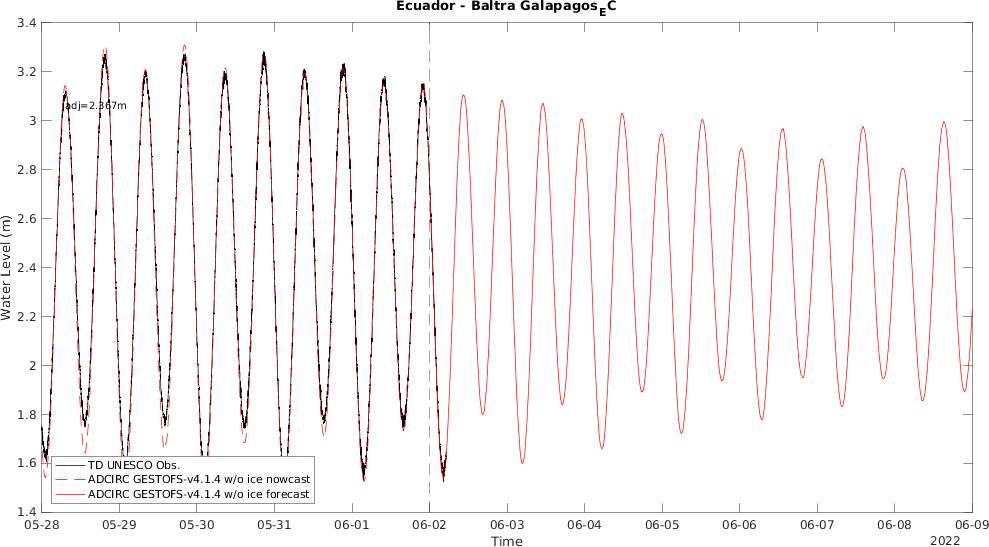 Ecuador - Baltra Galapagos_EC
3.4
3.2
3
2.8
2.6
2.4
2.2
2
1.8
1.6
1.4
Water Level (m)
adj=2.367m
TD UNESCO Obs.
ADCIRC GESTOFS-v4.1.4 w/o ice nowcast
ADCIRC GESTOFS-v4.1.4 w/o ice forecast
05-28 05-29 05-30 05-31 06-01 06-02 06-03 06-04 06-05 06-06 06-07 06-08 06-09
Time
2022